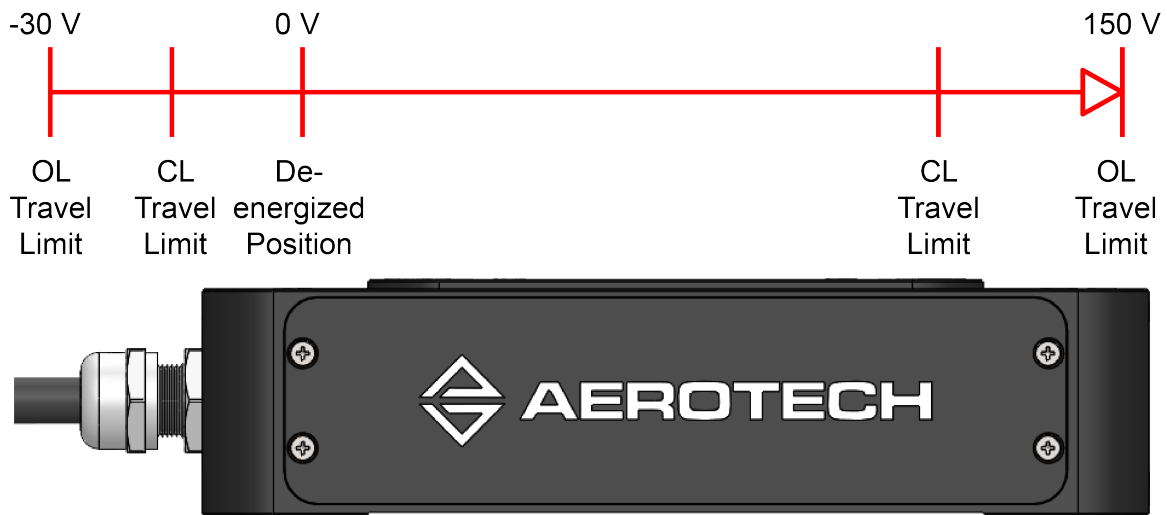 -30 V
0 V
150 V
OL
Travel
Limit
CL
Travel
Limit
De-
energized
Position
CL
Travel
Limit
OL
Travel
Limit
AEROTECH